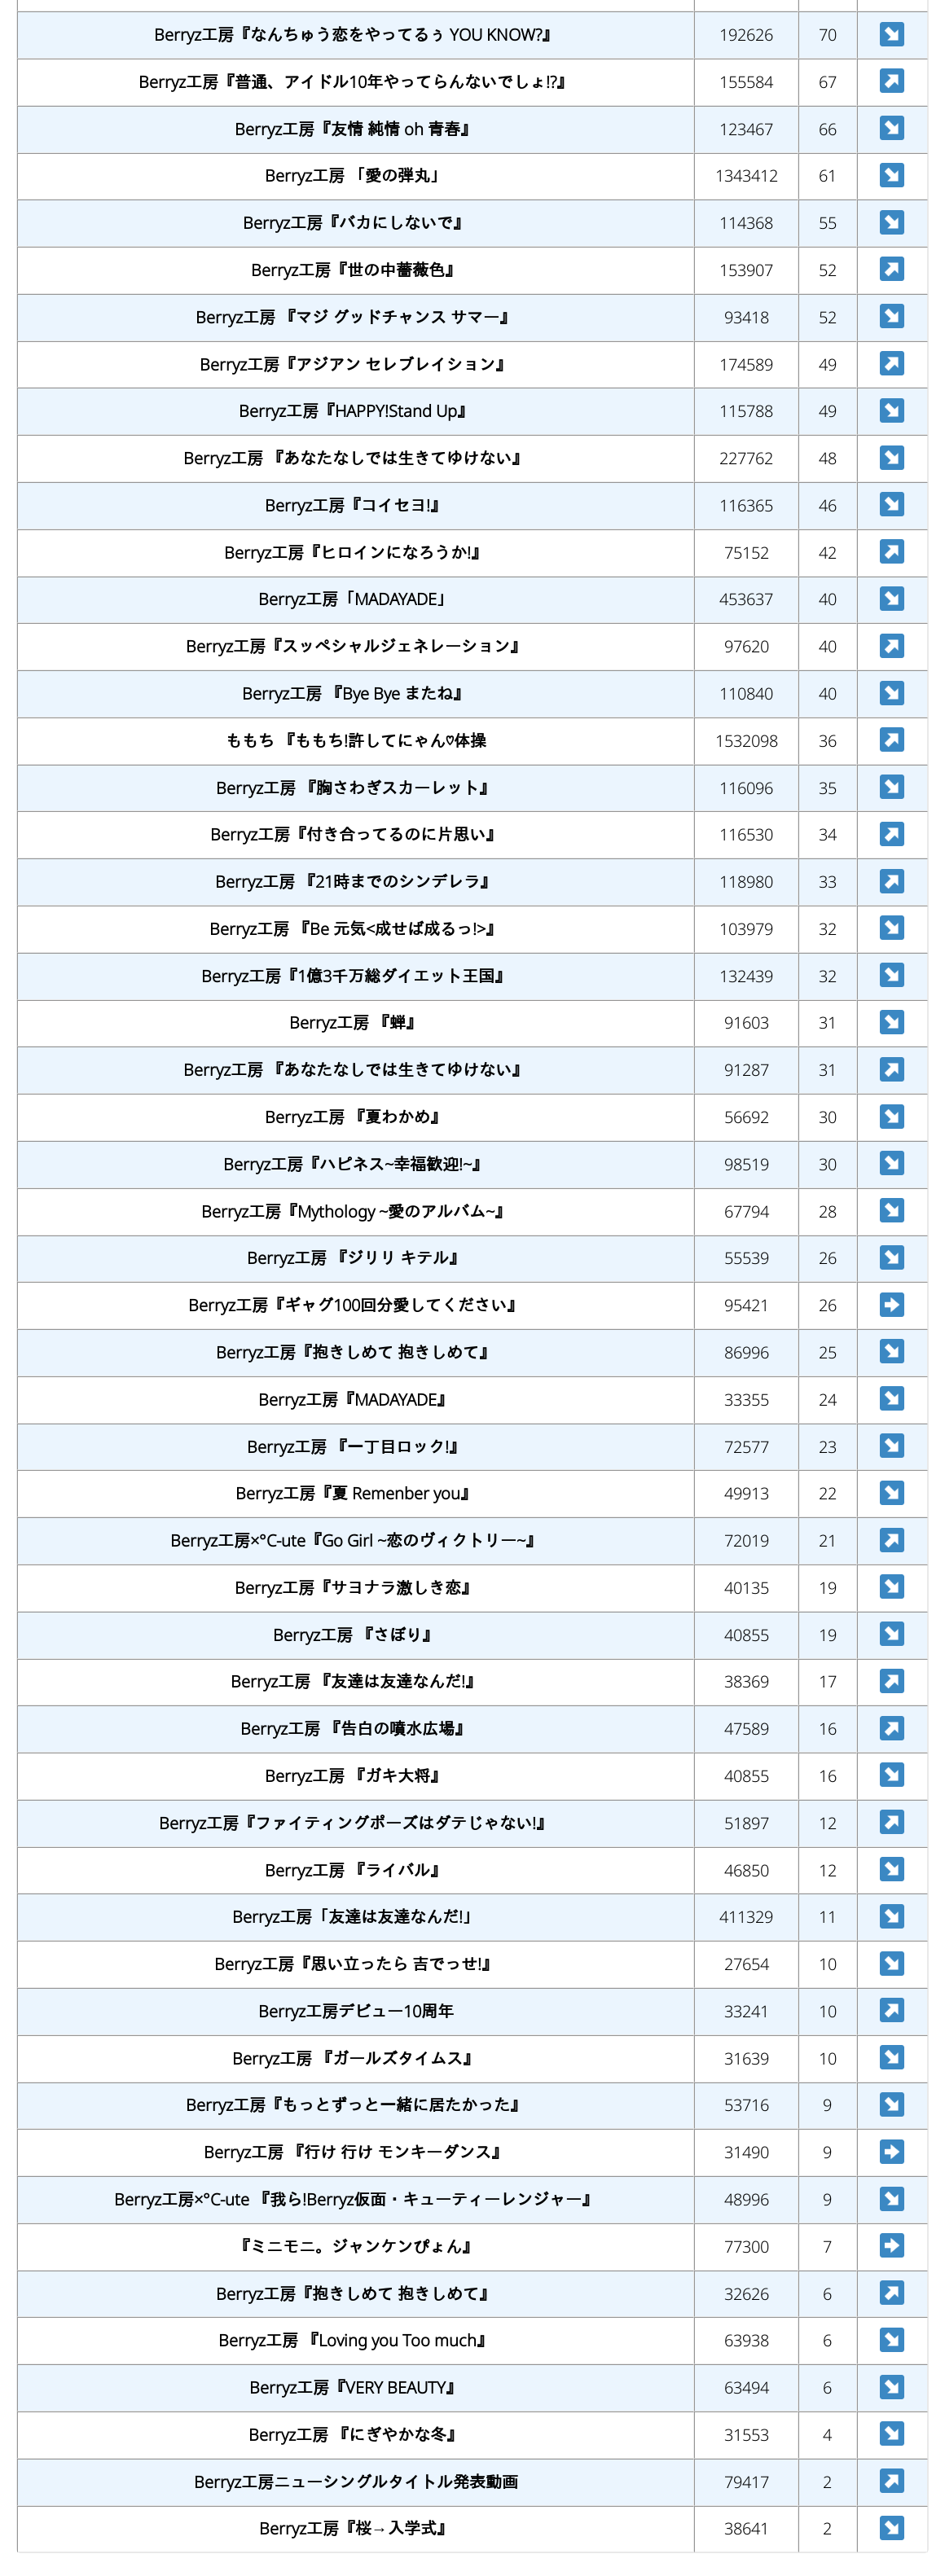 Berryz工房『なんちゅう恋をやってるぅ YOU KNOW?』 192626 70 ↘
Berryz工房『普通、アイドル10年やってらんないでしょ!?』 155584 67 ↗
Berryz工房『友情 純情 oh 青春』 123467 66 ↘
Berryz工房 「愛の弾丸」 1343412 61 ↘
Berryz工房『バカにしないで』 114368 55 ↘
Berryz工房『世の中薔薇色』 153907 52 ↗
Berryz工房 『マジ グッドチャンス サマー』 93418 52 ↘
Berryz工房『アジアン セレブレイション』 174589 49 ↗
Berryz工房『HAPPY!Stand Up』 115788 49 ↘
Berryz工房 『あなたなしでは生きてゆけない』 227762 48 ↘
Berryz工房『コイセヨ!』 116365 46 ↘
Berryz工房『ヒロインになろうか!』 75152 42 ↗
Berryz工房「MADAYADE」 453637 40 ↘
Berryz工房『スッペシャルジェネレーション』 97620 40 ↗
Berryz工房 『Bye Bye またね』 110840 40 ↘
ももち 『ももち!許してにゃん♡体操 1532098 36 ↗
Berryz工房 『胸さわぎスカーレット』 116096 35 ↘
Berryz工房『付き合ってるのに片思い』 116530 34 ↗
Berryz工房 『21時までのシンデレラ』 118980 33 ↗
Berryz工房 『Be 元気<成せば成るっ!>』 103979 32 ↘
Berryz工房『1億3千万総ダイエット王国』 132439 32 ↘
Berryz工房 『蝉』 91603 31 ↘
Berryz工房 『あなたなしでは生きてゆけない』 91287 31 ↗
Berryz工房 『夏わかめ』 56692 30 ↘
Berryz工房『ハピネス~幸福歓迎!~』 98519 30 ↘
Berryz工房『Mythology ~愛のアルバム~』 67794 28 ↘
Berryz工房 『ジリリ キテル』 55539 26 ↘
Berryz工房『ギャグ100回分愛してください』 95421 26 ➡
Berryz工房『抱きしめて 抱きしめて』 86996 25 ↘
Berryz工房『MADAYADE』 33355 24 ↘
Berryz工房 『一丁目ロック!』 72577 23 ↘
Berryz工房『夏 Remenber you』 49913 22 ↘
Berryz工房×°C-ute『Go Girl ~恋のヴィクトリー~』 72019 21 ↗
Berryz工房『サヨナラ激しき恋』 40135 19 ↘
Berryz工房 『さぼり』 40855 19 ↘
Berryz工房 『友達は友達なんだ!』 38369 17 ↗
Berryz工房 『告白の噴水広場』 47589 16 ↗
Berryz工房 『ガキ大将』 40855 16 ↘
Berryz工房『ファイティングポーズはダテじゃない!』 51897 12 ↗
Berryz工房 『ライバル』 46850 12 ↘
Berryz工房「友達は友達なんだ!」 411329 11 ↘
Berryz工房『思い立ったら 吉でっせ!』 27654 10 ↘
Berryz工房デビュー10周年 33241 10 ↗
Berryz工房 『ガールズタイムス』 31639 10 ↘
Berryz工房『もっとずっと一緒に居たかった』 53716 9 ↘
Berryz工房 『行け 行け モンキーダンス』 31490 9 ➡
Berryz工房×°C-ute 『我ら!Berryz仮面・キューティーレンジャー』 48996 9 ↘
『ミニモニ。ジャンケンぴょん』 77300 7 ➡
Berryz工房『抱きしめて 抱きしめて』 32626 6 ↗
Berryz工房 『Loving you Too much』 63938 6 ↘
Berryz工房『VERY BEAUTY』 63494 6 ↘
Berryz工房 『にぎやかな冬』 31553 4 ↘
Berryz工房ニューシングルタイトル発表動画 79417 2 ↗
Berryz工房『桜→入学式』 38641 2 ↘